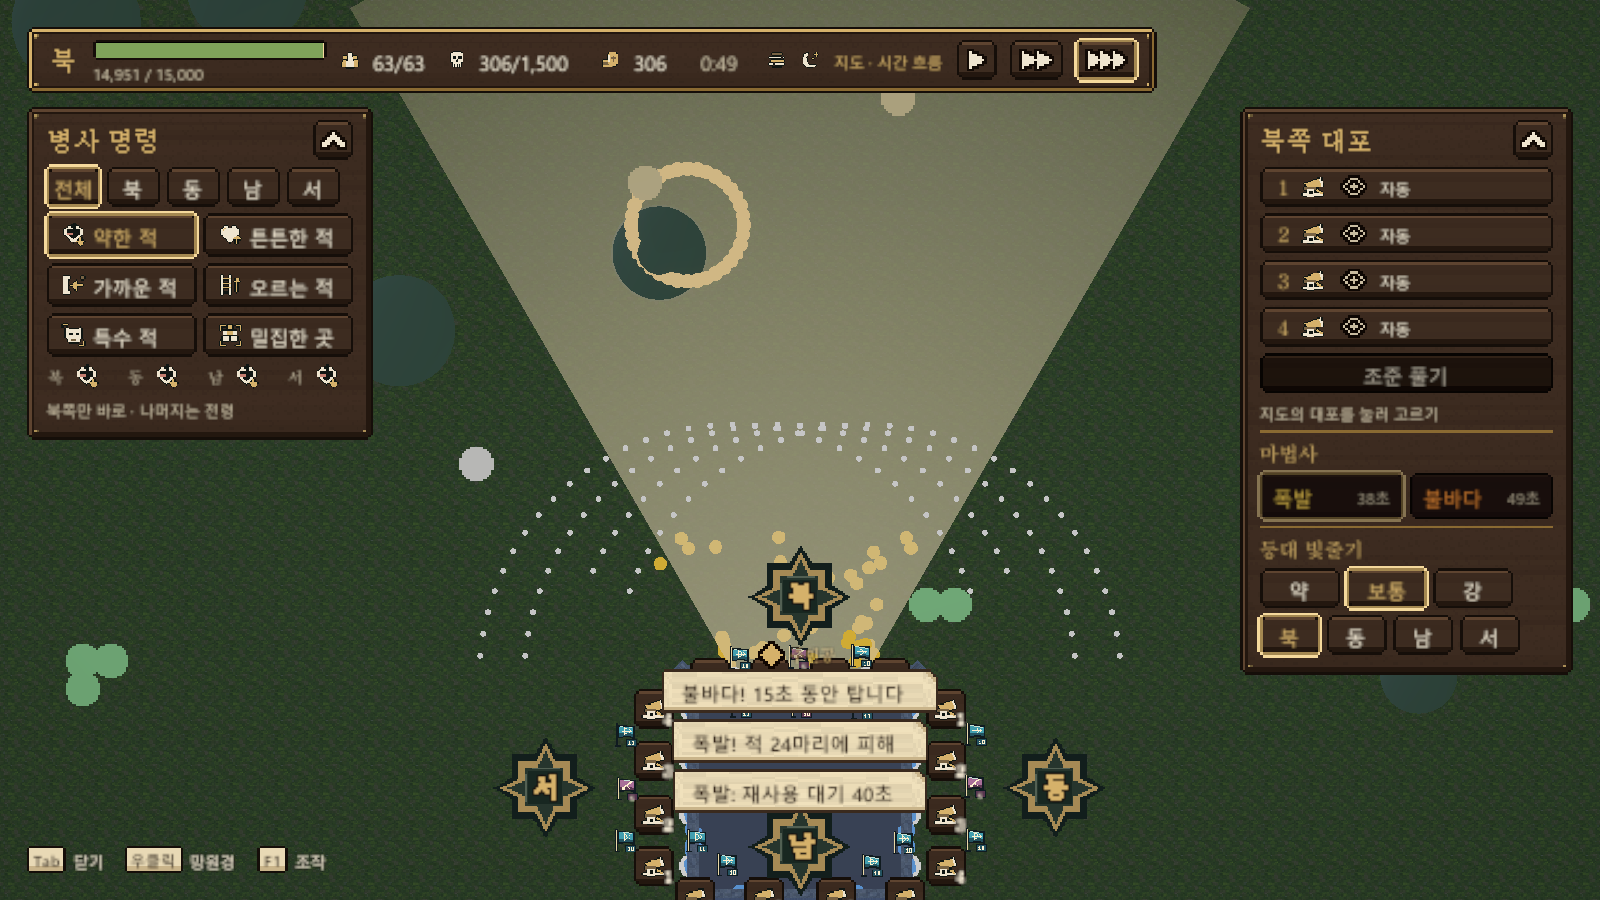 북
14,951 / 15,000
63/63
306/1,500
306
0:49
지도 · 시간 흐름
병사 명령
전체 북 동 남 서
약한 적 튼튼한 적
가까운 적 오르는 적
특수 적 밀집한 곳
북 동 남 서
북쪽만 바로 · 나머지는 전령
북쪽 대포
1 자동
2 자동
3 자동
4 자동
조준 풀기
지도의 대포를 눌러 고르기
마법사
폭발 38초 불바다 49초
등대 빛줄기
약 보통 강
북 동 남 서
북
불바다! 15초 동안 탑니다
폭발! 적 24마리에 피해
폭발: 재사용 대기 40초
서
동
남
Tab 닫기 우클릭 망원경 F1 조작